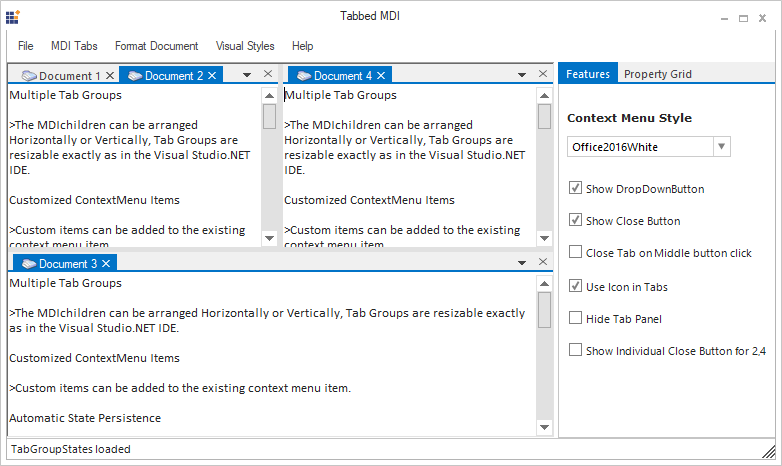 Tabbed MDI
File MDI Tabs Format Document Visual Styles Help
Document 1 Document 2
Multiple Tab Groups
>The MDIchildren can be arranged
Horizontally or Vertically, Tab Groups are
resizable exactly as in the Visual Studio.NET
IDE.
Customized ContextMenu Items
>Custom items can be added to the existing
context menu item.
Document 4
Multiple Tab Groups
>The MDIchildren can be arranged
Horizontally or Vertically, Tab Groups are
resizable exactly as in the Visual Studio.NET
IDE.
Customized ContextMenu Items
>Custom items can be added to the existing
context menu item.
Document 3
Multiple Tab Groups
>The MDIchildren can be arranged Horizontally or Vertically, Tab Groups are resizable exactly
as in the Visual Studio.NET IDE.
Customized ContextMenu Items
>Custom items can be added to the existing context menu item.
Automatic State Persistence
Features Property Grid
Context Menu Style
Office2016White
Show DropDownButton
Show Close Button
Close Tab on Middle button click
Use Icon in Tabs
Hide Tab Panel
Show Individual Close Button for 2,4
TabGroupStates loaded